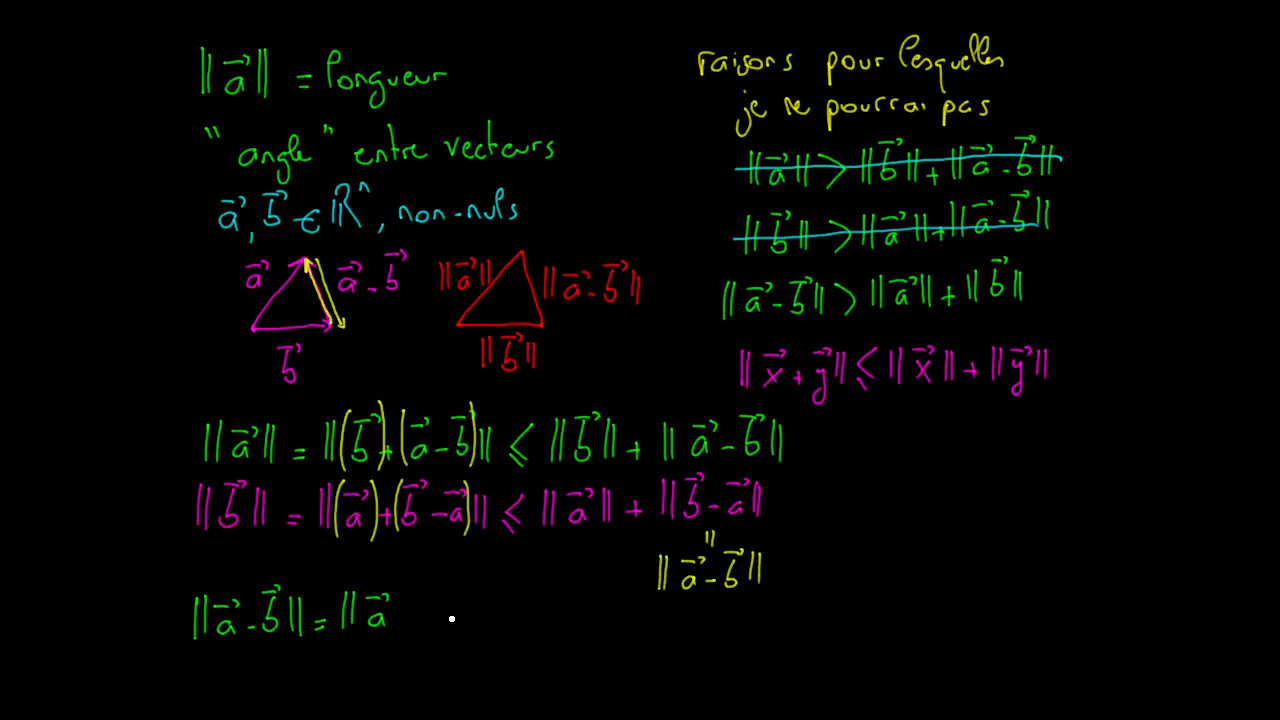 ||a⃗|| = longueur
"angle" entre vecteurs
a⃗, b⃗ ∈ ℝⁿ, non-nuls
a⃗ a⃗ - b⃗
b⃗
||a⃗|| ||a⃗ - b⃗||
||b⃗||
raisons pour lesquelles
je ne pourrai pas
||a⃗|| > ||b⃗|| + ||a⃗ - b⃗||
||b⃗|| > ||a⃗|| + ||a⃗ - b⃗||
||a⃗ - b⃗|| > ||a⃗|| + ||b⃗||
||x⃗ + y⃗|| ⩽ ||x⃗|| + ||y⃗||
||a⃗|| = ||(b⃗) + (a⃗ - b⃗)|| ⩽ ||b⃗|| + ||a⃗ - b⃗||
||b⃗|| = ||(a⃗) + (b⃗ - a⃗)|| ⩽ ||a⃗|| + ||b⃗ - a⃗||
=
||a⃗ - b⃗||
||a⃗ - b⃗|| = ||a⃗